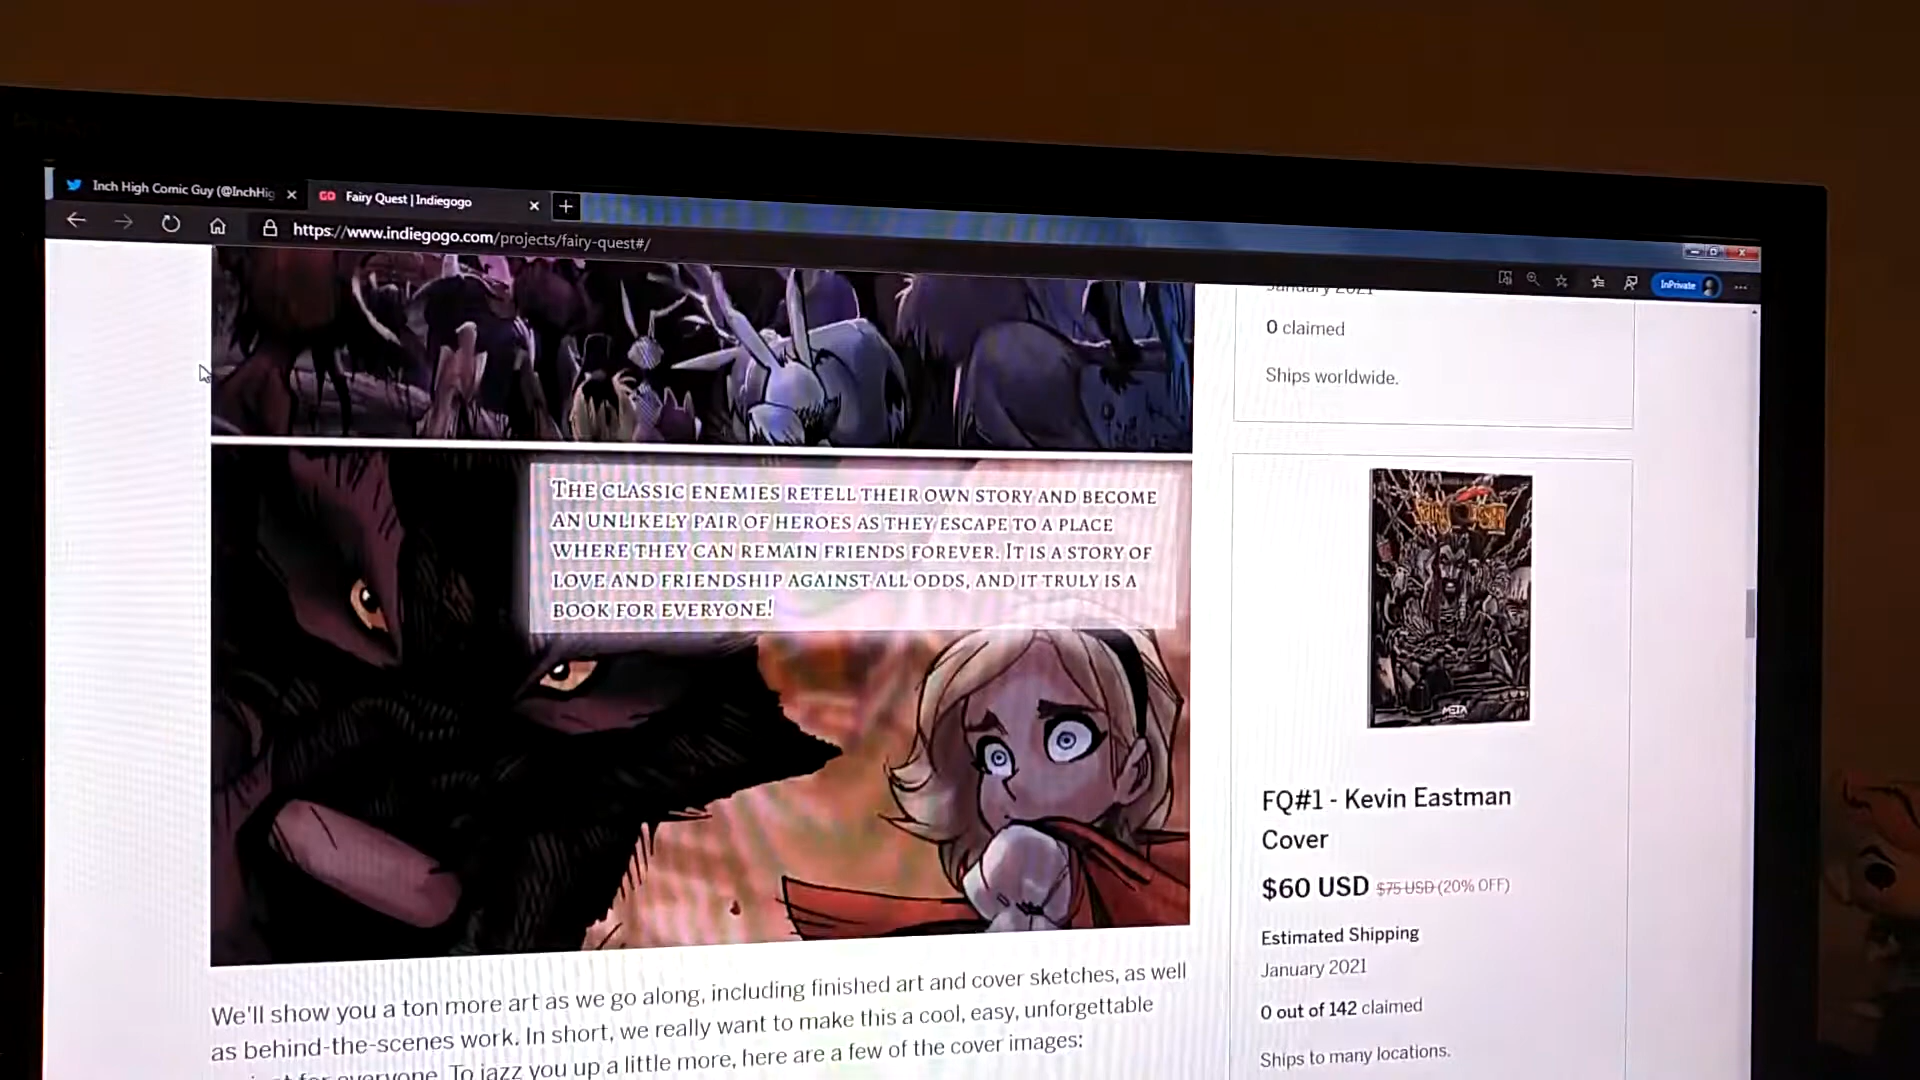 Inch High Comic Guy (@InchHig
GO Fairy Quest | Indiegogo
https://www.indiegogo.com/projects/fairy-quest#/
InPrivate
January 2021
0 claimed
Ships worldwide.
THE CLASSIC ENEMIES RETELL THEIR OWN STORY AND BECOME
AN UNLIKELY PAIR OF HEROES AS THEY ESCAPE TO A PLACE
WHERE THEY CAN REMAIN FRIENDS FOREVER. IT IS A STORY OF
LOVE AND FRIENDSHIP AGAINST ALL ODDS, AND IT TRULY IS A
BOOK FOR EVERYONE!
META
FQ#1 - Kevin Eastman
Cover
$60 USD $75 USD (20% OFF)
Estimated Shipping
January 2021
0 out of 142 claimed
Ships to many locations.
We'll show you a ton more art as we go along, including finished art and cover sketches, as well
as behind-the-scenes work. In short, we really want to make this a cool, easy, unforgettable
for everyone. To jazz you up a little more, here are a few of the cover images: